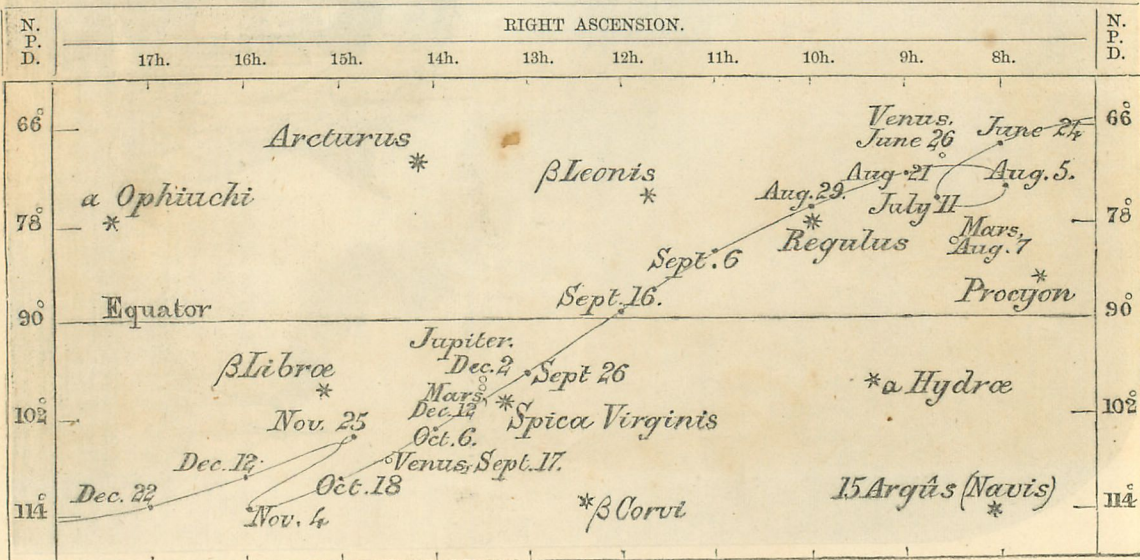 N. P. D.
RIGHT ASCENSION.
N. P. D.
17h. 16h. 15h. 14h. 13h. 12h. 11h. 10h. 9h. 8h.
66°
Arcturus
Venus,
June 26
June 24
66°
α Ophiuchi
β Leonis
Aug. 21
Aug. 5.
Aug. 29.
July 11
78°
Regulus
Mars,
Aug. 7
78°
Sept. 6
Sept. 16.
Procyon
90°
Equator
90°
Jupiter.
Dec. 2
β Libræ
Sept 26
α Hydræ
Mars,
Dec. 12
102°
Nov. 25
Spica Virginis
102°
Oct. 6.
Dec. 12
Venus, Sept. 17.
Dec. 22
Oct. 18
15 Argûs (Navis)
114°
Nov. 4
β Corvi
114°